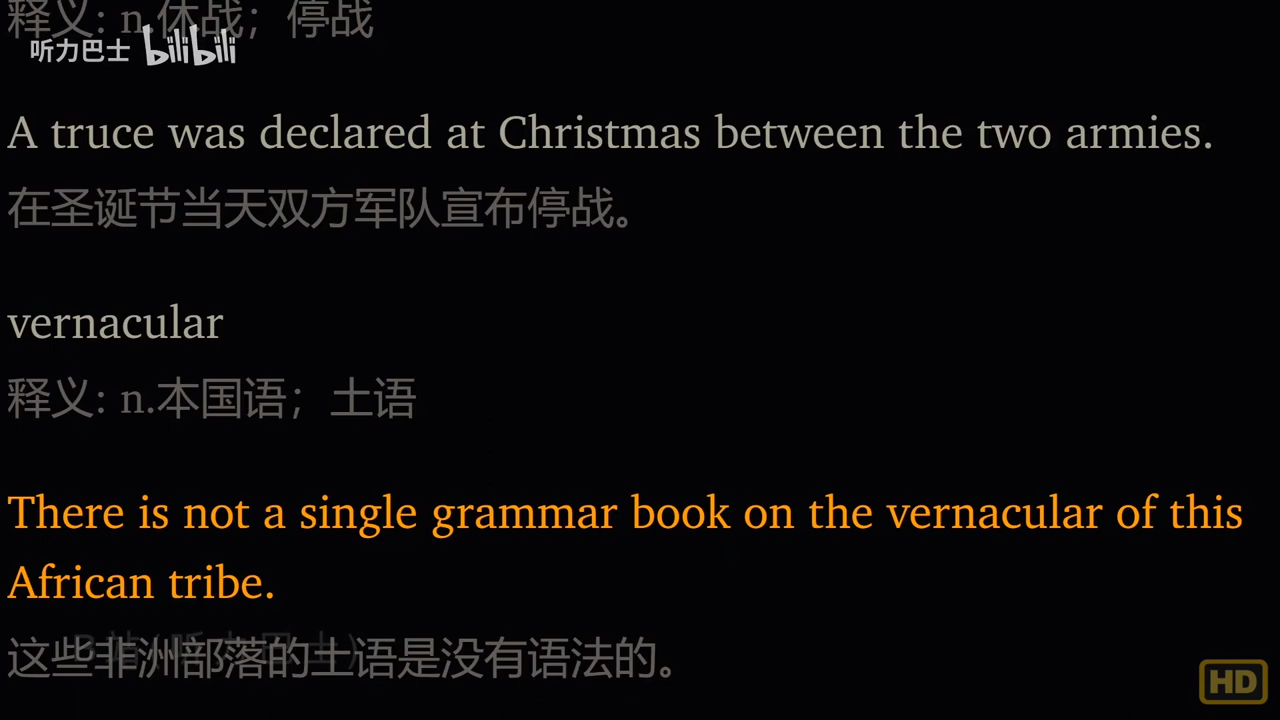 释义: n.休战；停战
听力巴士 bilibili
A truce was declared at Christmas between the two armies.
在圣诞节当天双方军队宣布停战。
vernacular
释义: n.本国语；土语
There is not a single grammar book on the vernacular of this
African tribe.
这些非洲部落的土语是没有语法的。
HD